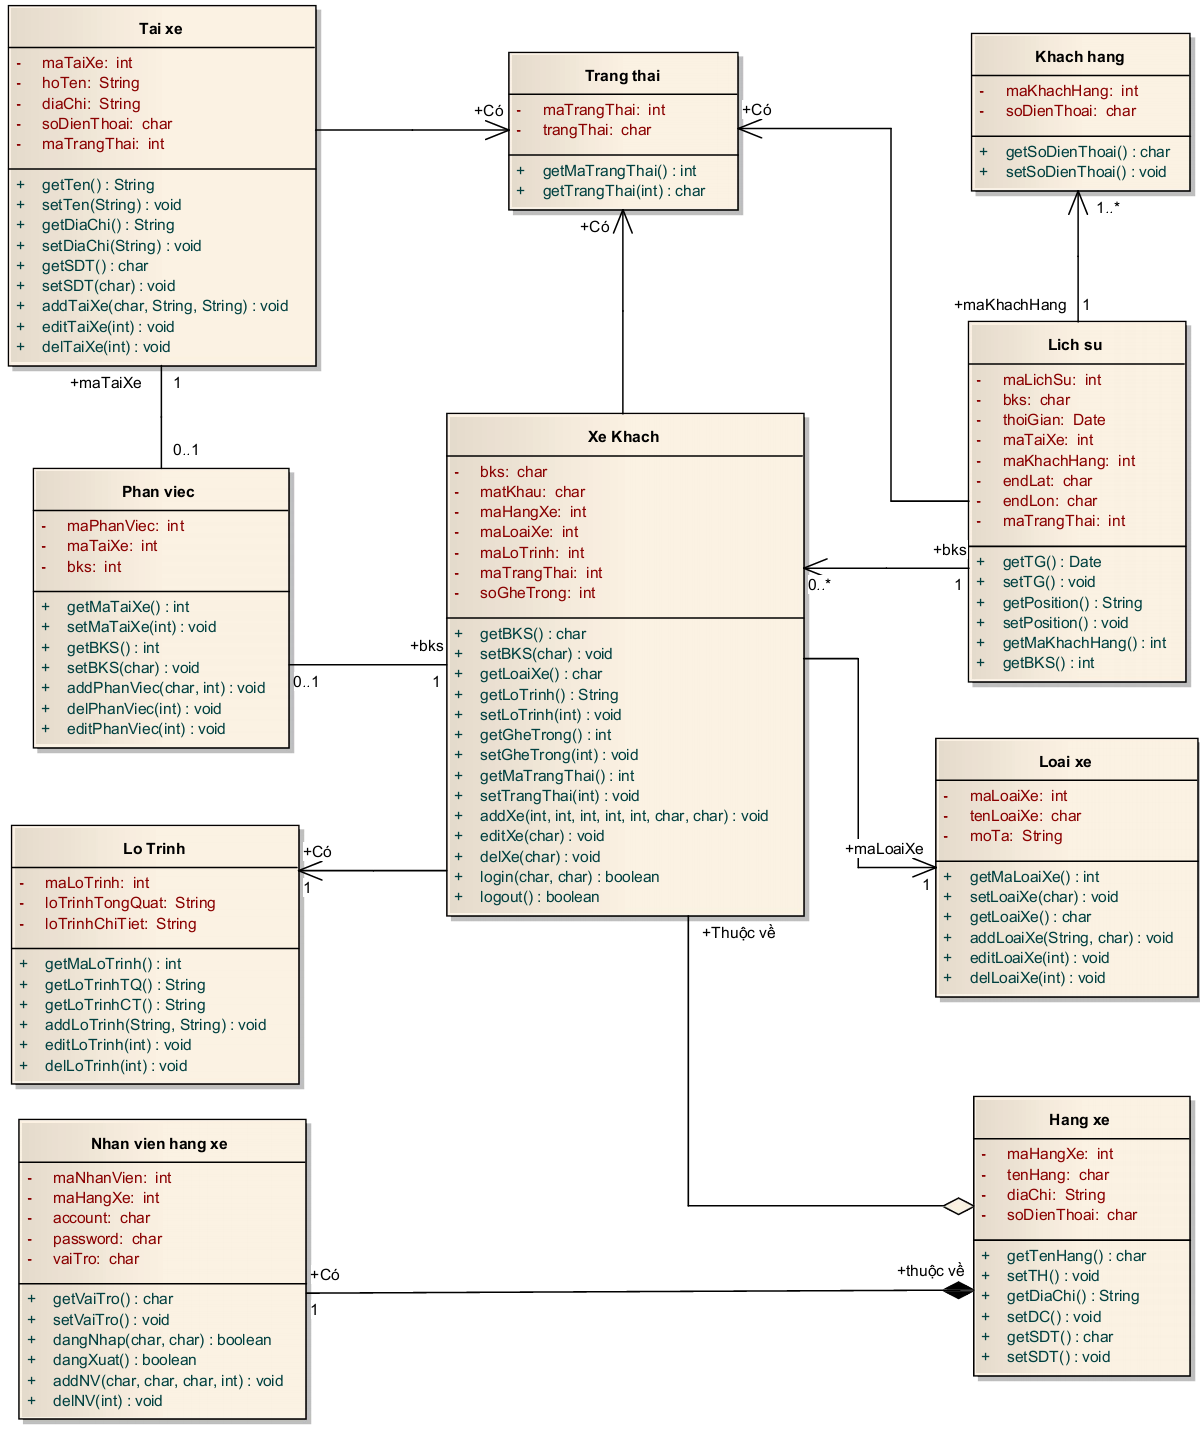 Tai xe
- maTaiXe: int
- hoTen: String
- diaChi: String
- soDienThoai: char
- maTrangThai: int
+ getTen() : String
+ setTen(String) : void
+ getDiaChi() : String
+ setDiaChi(String) : void
+ getSDT() : char
+ setSDT(char) : void
+ addTaiXe(char, String, String) : void
+ editTaiXe(int) : void
+ delTaiXe(int) : void
+Có
Trang thai
- maTrangThai: int
- trangThai: char
+ getMaTrangThai() : int
+ getTrangThai(int) : char
+Có
+Có
Khach hang
- maKhachHang: int
- soDienThoai: char
+ getSoDienThoai() : char
+ setSoDienThoai() : void
1..*
+maKhachHang 1
Lich su
- maLichSu: int
- bks: char
- thoiGian: Date
- maTaiXe: int
- maKhachHang: int
- endLat: char
- endLon: char
- maTrangThai: int
+ getTG() : Date
+ setTG() : void
+ getPosition() : String
+ setPosition() : void
+ getMaKhachHang() : int
+ getBKS() : int
+bks
1
0..*
+maTaiXe 1
0..1
Phan viec
- maPhanViec: int
- maTaiXe: int
- bks: int
+ getMaTaiXe() : int
+ setMaTaiXe(int) : void
+ getBKS() : int
+ setBKS(char) : void
+ addPhanViec(char, int) : void
+ delPhanViec(int) : void
+ editPhanViec(int) : void
0..1
+bks
1
Xe Khach
- bks: char
- matKhau: char
- maHangXe: int
- maLoaiXe: int
- maLoTrinh: int
- maTrangThai: int
- soGheTrong: int
+ getBKS() : char
+ setBKS(char) : void
+ getLoaiXe() : char
+ getLoTrinh() : String
+ setLoTrinh(int) : void
+ getGheTrong() : int
+ setGheTrong(int) : void
+ getMaTrangThai() : int
+ setTrangThai(int) : void
+ addXe(int, int, int, int, int, char, char) : void
+ editXe(char) : void
+ delXe(char) : void
+ login(char, char) : boolean
+ logout() : boolean
+maLoaiXe
1
Loai xe
- maLoaiXe: int
- tenLoaiXe: char
- moTa: String
+ getMaLoaiXe() : int
+ setLoaiXe(char) : void
+ getLoaiXe() : char
+ addLoaiXe(String, char) : void
+ editLoaiXe(int) : void
+ delLoaiXe(int) : void
Lo Trinh
- maLoTrinh: int
- loTrinhTongQuat: String
- loTrinhChiTiet: String
+ getMaLoTrinh() : int
+ getLoTrinhTQ() : String
+ getLoTrinhCT() : String
+ addLoTrinh(String, String) : void
+ editLoTrinh(int) : void
+ delLoTrinh(int) : void
+Có
1
+Thuộc về
Nhan vien hang xe
- maNhanVien: int
- maHangXe: int
- account: char
- password: char
- vaiTro: char
+ getVaiTro() : char
+ setVaiTro() : void
+ dangNhap(char, char) : boolean
+ dangXuat() : boolean
+ addNV(char, char, char, int) : void
+ delNV(int) : void
+Có
1
+thuộc về
Hang xe
- maHangXe: int
- tenHang: char
- diaChi: String
- soDienThoai: char
+ getTenHang() : char
+ setTH() : void
+ getDiaChi() : String
+ setDC() : void
+ getSDT() : char
+ setSDT() : void